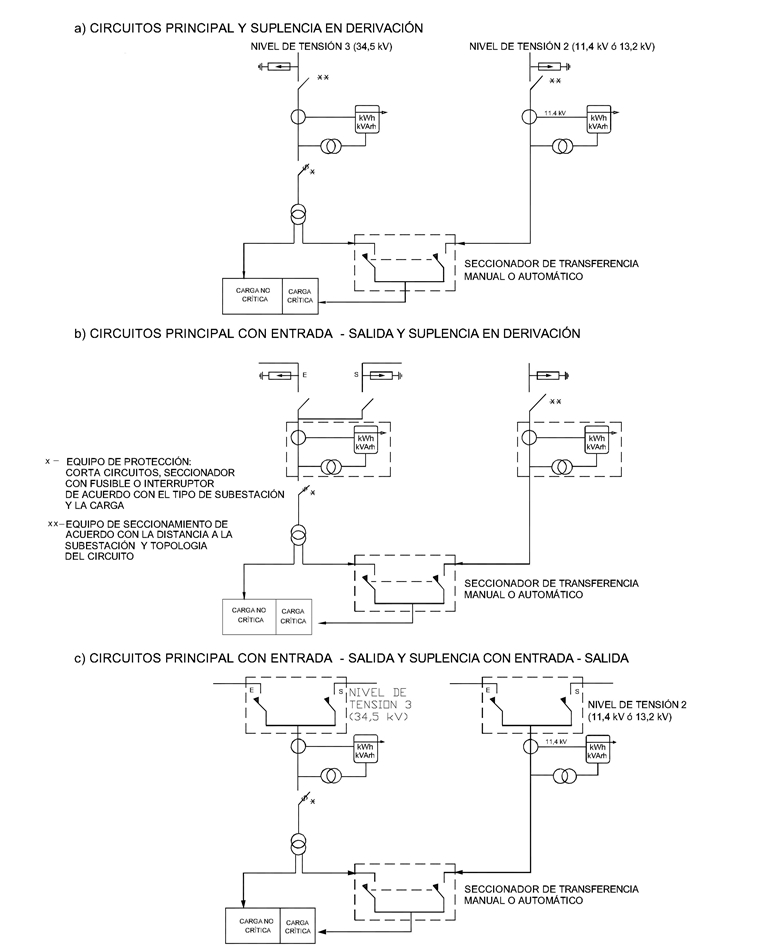 a) CIRCUITOS PRINCIPAL Y SUPLENCIA EN DERIVACIÓN
NIVEL DE TENSIÓN 3 (34,5 kV)
NIVEL DE TENSIÓN 2 (11,4 kV ó 13,2 kV)
xx
xx
kWh
kVArh
11.4 kV
kWh
kVArh
x
SECCIONADOR DE TRANSFERENCIA
MANUAL O AUTOMÁTICO
CARGA NO
CRÍTICA
CARGA
CRÍTICA
b) CIRCUITOS PRINCIPAL CON ENTRADA - SALIDA Y SUPLENCIA EN DERIVACIÓN
E
S
xx
kWh
kVArh
kWh
kVArh
x
x - EQUIPO DE PROTECCIÓN:
CORTA CIRCUITOS, SECCIONADOR
CON FUSIBLE O INTERRUPTOR
DE ACUERDO CON EL TIPO DE SUBESTACIÓN
Y LA CARGA
xx-EQUIPO DE SECCIONAMIENTO DE
ACUERDO CON LA DISTANCIA A LA
SUBESTACIÓN Y TOPOLOGIA
DEL CIRCUITO
SECCIONADOR DE TRANSFERENCIA
MANUAL O AUTOMÁTICO
CARGA NO
CRÍTICA
CARGA
CRÍTICA
c) CIRCUITOS PRINCIPAL CON ENTRADA - SALIDA Y SUPLENCIA CON ENTRADA - SALIDA
E
S
NIVEL DE
TENSION 3
(34,5 kV)
E
S
NIVEL DE TENSIÓN 2
(11,4 kV ó 13,2 kV)
kWh
kVArh
11,4 kV
kWh
kVArh
x
SECCIONADOR DE TRANSFERENCIA
MANUAL O AUTOMÁTICO
CARGA NO
CRÍTICA
CARGA
CRÍTICA